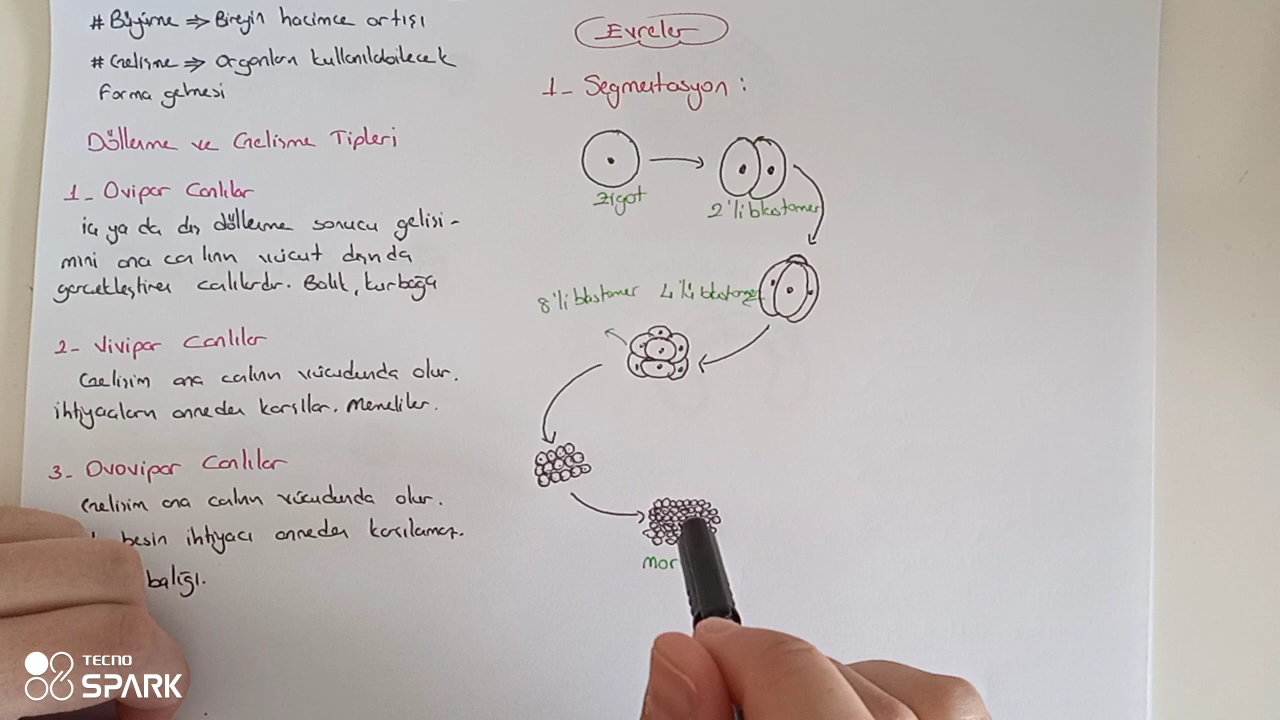 # Büyüme ⇒ Bireyin hacimce artışı
# Gelişme ⇒ Organların kullanılabilecek
forma gelmesi
Döllenme ve Gelişme Tipleri
1- Ovipar Canlılar
iç ya da dış döllenme sonucu gelişi-
mini ana canlının vücut dışında
gerçekleştiren canlılardır. Balık, kurbağa
2- Vivipar Canlılar
Gelişim ana canlının vücudunda olur.
ihtiyaçlarını anneden karşılar. Memeliler.
3- Ovovipar Canlılar
Gelişim ana canlının vücudunda olur.
besin ihtiyacı anneden karşılamaz.
balığı.
Evreler
1- Segmentasyon :
zigot
2'li blastomer
8'li blastomer 4'lü blastomer
mor
TECNO
SPARK